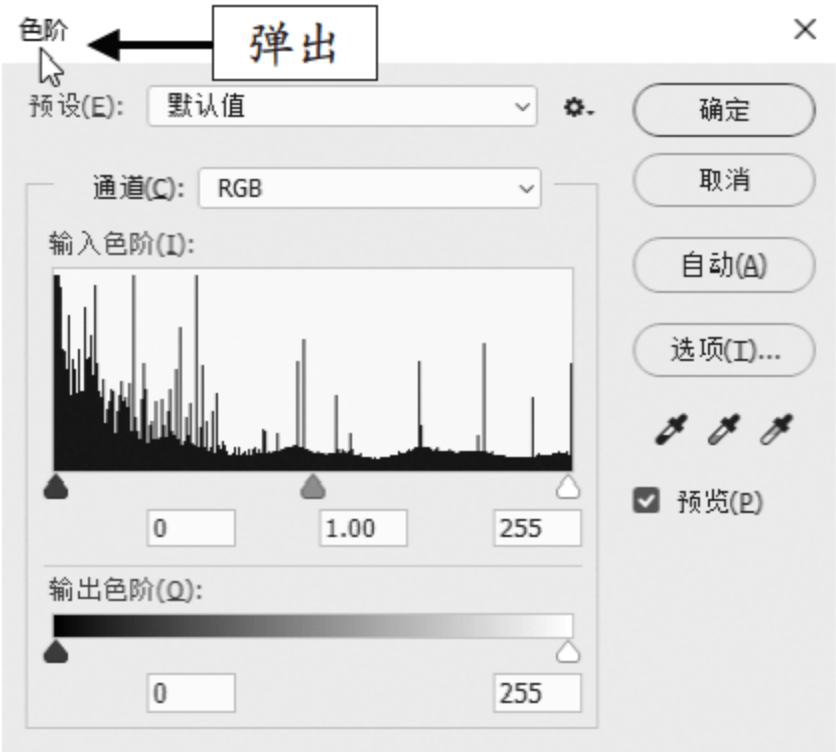 色阶
弹出
预设(E): 默认值
确定
通道(C): RGB
取消
输入色阶(I):
自动(A)
选项(T)...
预览(P)
0 1.00 255
输出色阶(O):
0 255